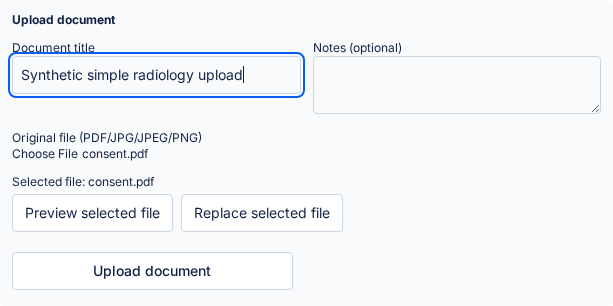 Upload document
Document title
Notes (optional)
Synthetic simple radiology upload
Original file (PDF/JPG/JPEG/PNG)
Choose File consent.pdf
Selected file: consent.pdf
Preview selected file
Replace selected file
Upload document